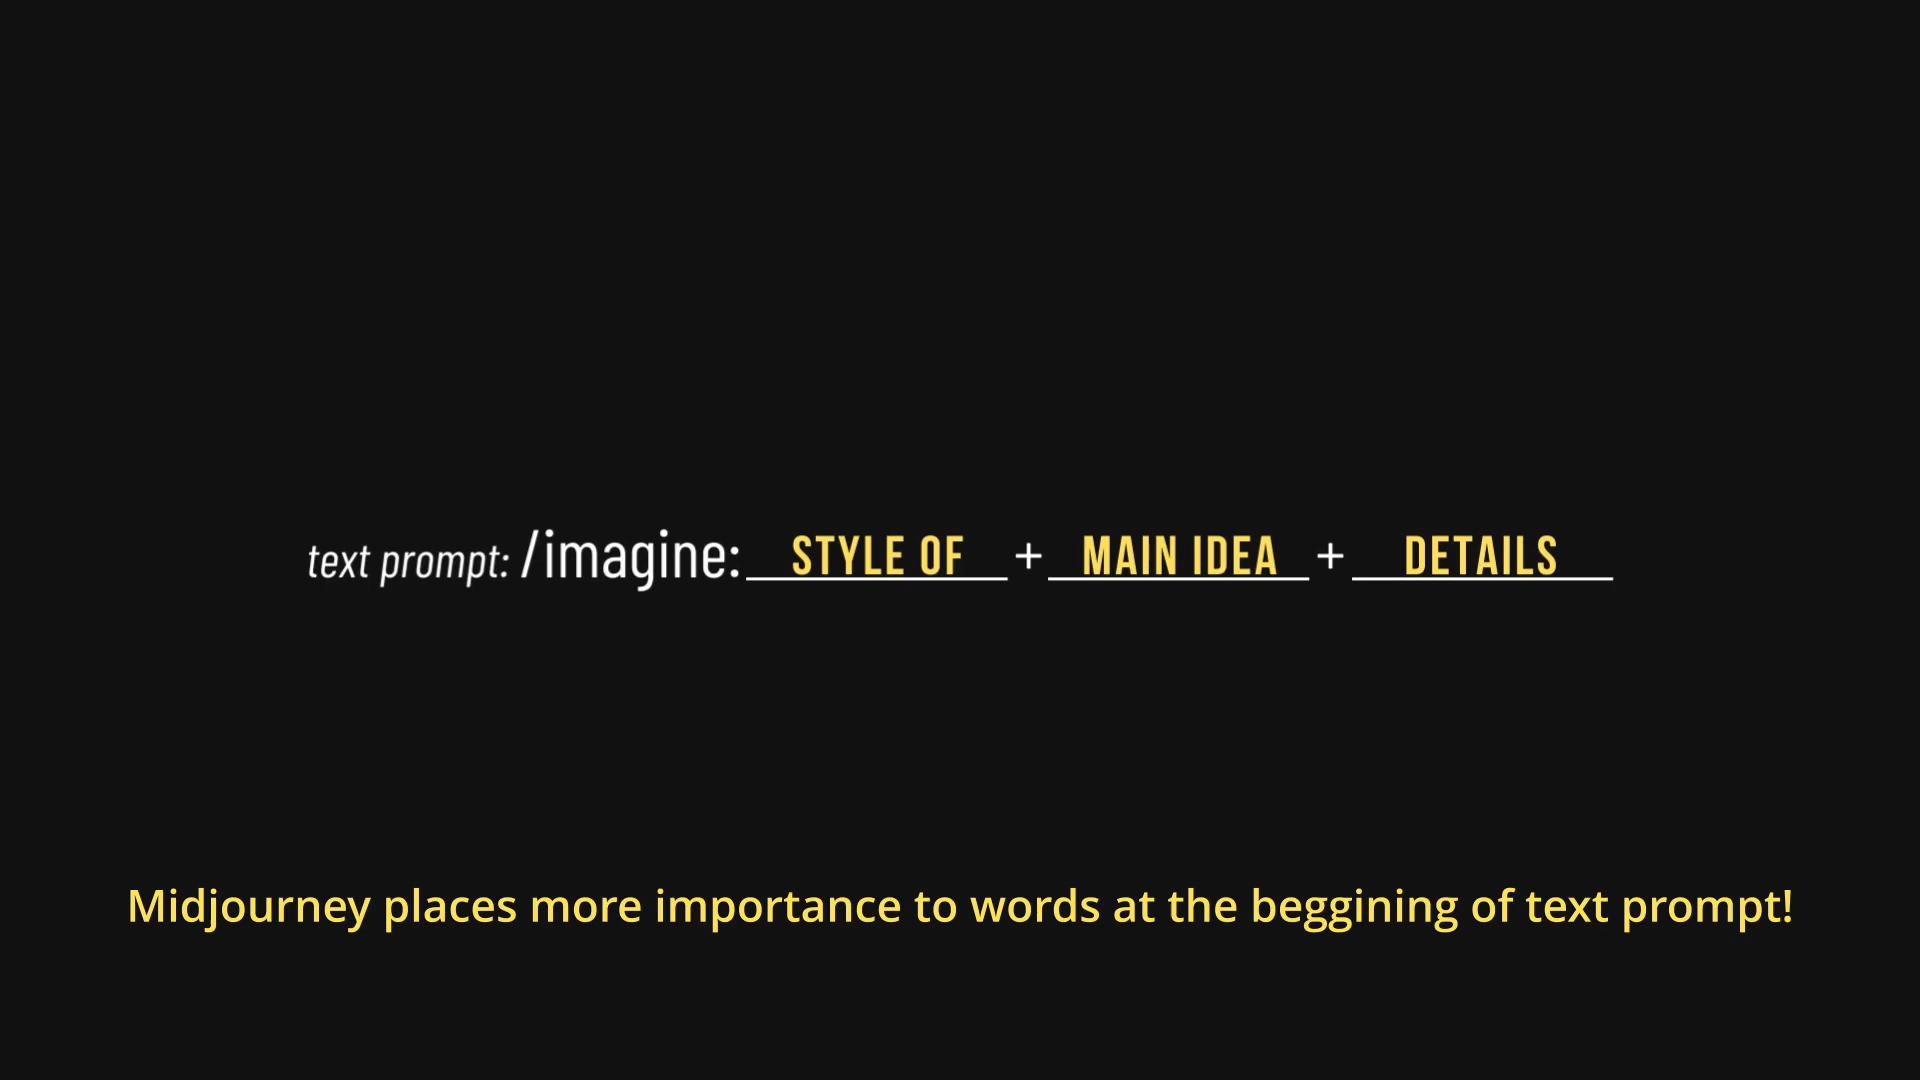 text prompt: /imagine: STYLE OF + MAIN IDEA + DETAILS
Midjourney places more importance to words at the beggining of text prompt!